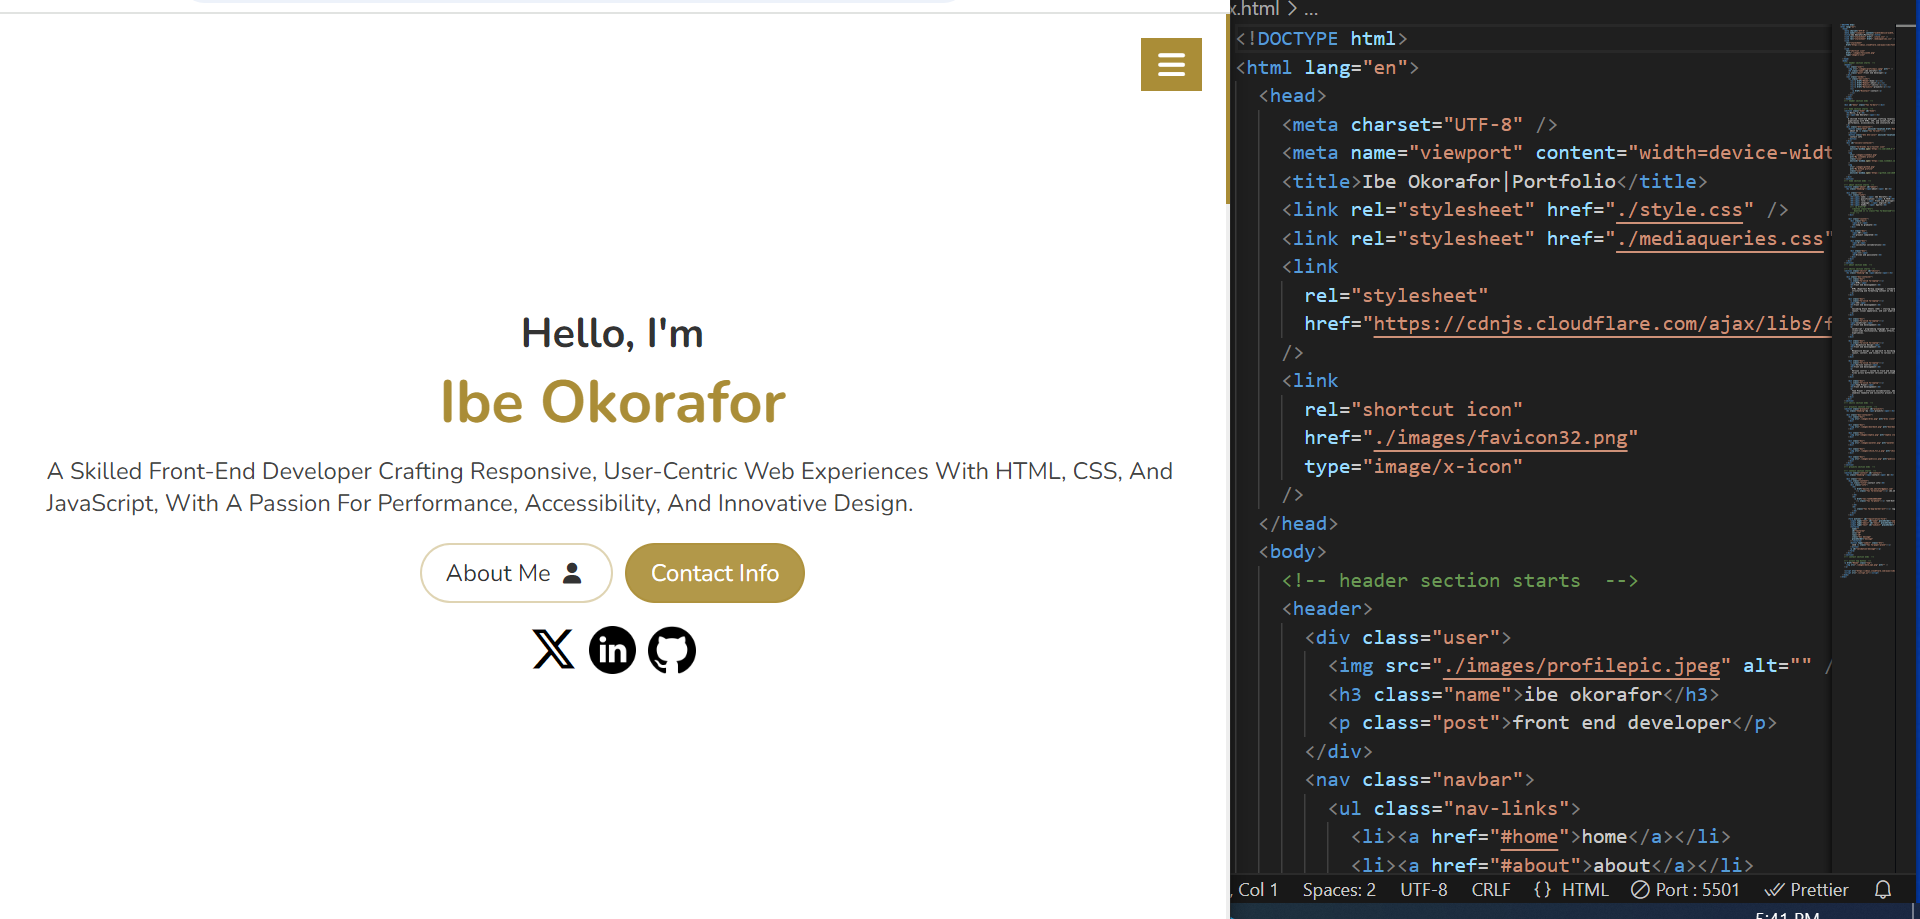 Hello, I'm
Ibe Okorafor
A Skilled Front-End Developer Crafting Responsive, User-Centric Web Experiences With HTML, CSS, And
JavaScript, With A Passion For Performance, Accessibility, And Innovative Design.
About Me
Contact Info
in
x.html > ...
<!DOCTYPE html>
<html lang="en">
<head>
<meta charset="UTF-8" />
<meta name="viewport" content="width=device-widt
<title>Ibe Okorafor|Portfolio</title>
<link rel="stylesheet" href="./style.css" />
<link rel="stylesheet" href="./mediaqueries.css"
<link
rel="stylesheet"
href="https://cdnjs.cloudflare.com/ajax/libs/f
/>
<link
rel="shortcut icon"
href="./images/favicon32.png"
type="image/x-icon"
/>
</head>
<body>
<!-- header section starts  -->
<header>
<div class="user">
<img src="./images/profilepic.jpeg" alt="" /
<h3 class="name">ibe okorafor</h3>
<p class="post">front end developer</p>
</div>
<nav class="navbar">
<ul class="nav-links">
<li><a href="#home">home</a></li>
<li><a href="#about">about</a></li>
, Col 1 Spaces: 2 UTF-8 CRLF {} HTML Port : 5501 Prettier
5:41 PM